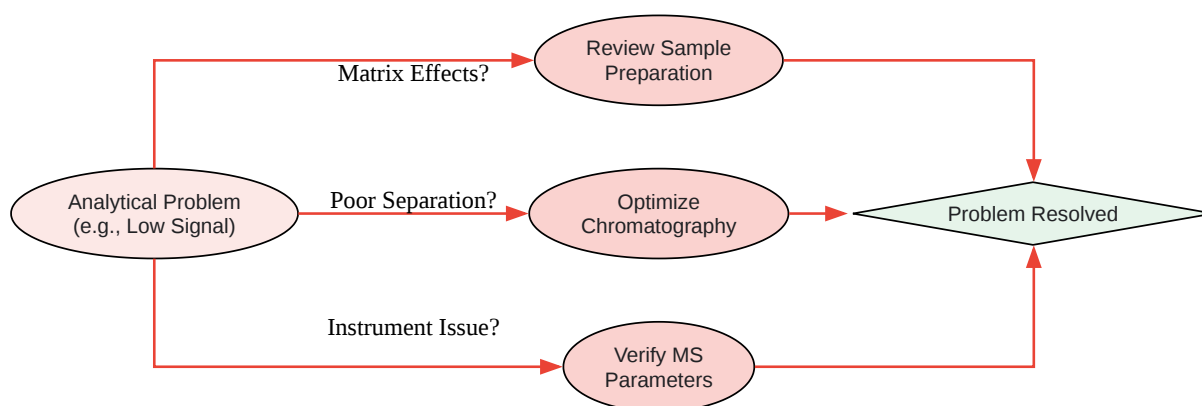 Review Sample
Preparation
Matrix Effects?
Analytical Problem
(e.g., Low Signal)
Poor Separation?
Optimize
Chromatography
Problem Resolved
Instrument Issue?
Verify MS
Parameters